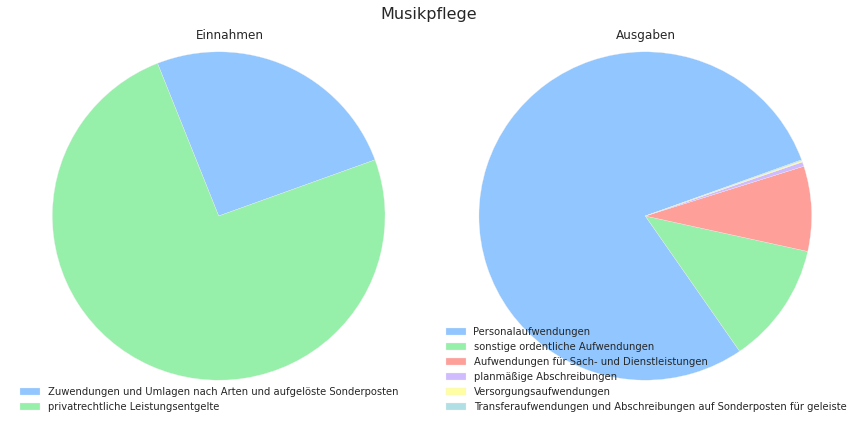 Musikpflege
Einnahmen
Zuwendungen und Umlagen nach Arten und aufgelöste Sonderposten
privatrechtliche Leistungsentgelte
Ausgaben
Personalaufwendungen
sonstige ordentliche Aufwendungen
Aufwendungen für Sach- und Dienstleistungen
planmäßige Abschreibungen
Versorgungsaufwendungen
Transferaufwendungen und Abschreibungen auf Sonderposten für geleiste